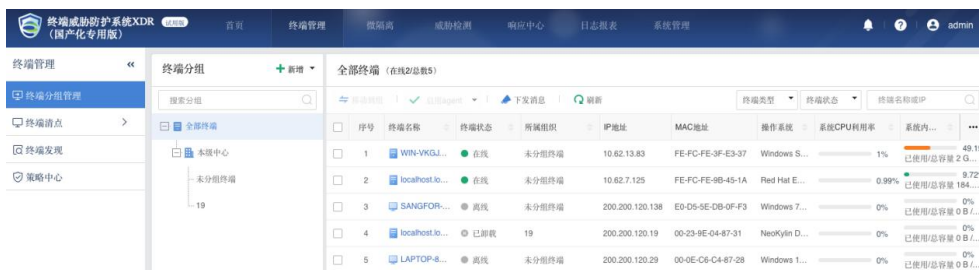 终端威胁防护系统XDR 试用版
(国产化专用版)
首页 终端管理 微隔离 威胁检测 响应中心 日志报表 系统管理 admin
终端管理
终端分组管理
终端清点
终端发现
策略中心
终端分组 新增
搜索分组
全部终端
本级中心
未分组终端
19
全部终端 (在线2/总数5)
启用agent 下发消息 刷新 终端类型 终端状态 终端名称或IP
序号 终端名称 终端状态 所属组织 IP地址 MAC地址 操作系统 系统CPU利用率 系统内...
1 WIN-VKGJ... 在线 未分组终端 10.62.13.83 FE-FC-FE-3F-E3-37 Windows S... 1% 49.1
已使用/总容量 2 G...
2 localhost.lo... 在线 未分组终端 10.62.7.125 FE-FC-FE-9B-45-1A Red Hat E... 0.99% 9.72
已使用/总容量 184....
3 SANGFOR-... 离线 未分组终端 200.200.120.138 E0-D5-5E-DB-0F-F3 Windows 7... 0% 0%
已使用/总容量 0 B /...
4 localhost.lo... 已卸载 19 200.200.120.19 00-23-9E-04-87-31 NeoKylin D... 0% 0%
已使用/总容量 0 B /...
5 LAPTOP-8... 离线 未分组终端 200.200.120.29 00-0E-C6-C4-87-28 Windows 1... 0% 0%
已使用/总容量 0 B /...